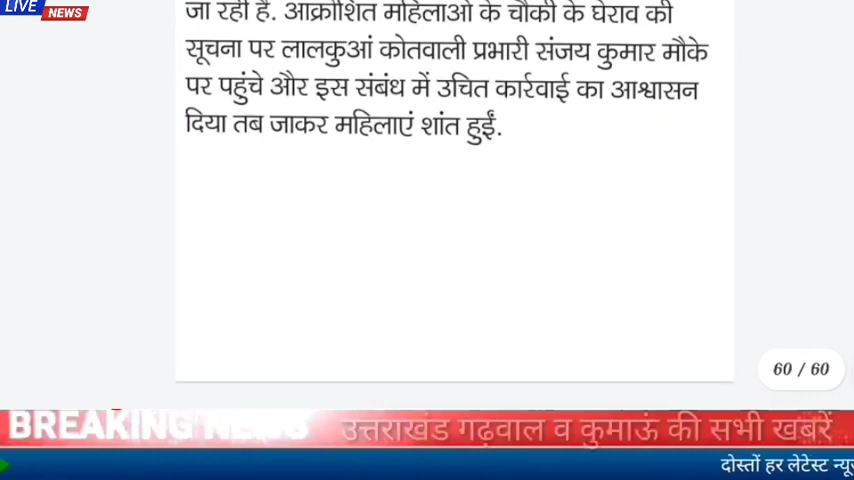 LIVE
NEWS
जा रही है. आक्रोशित महिलाओं के चौकी के घेराव की
सूचना पर लालकुआं कोतवाली प्रभारी संजय कुमार मौके
पर पहुंचे और इस संबंध में उचित कार्रवाई का आश्वासन
दिया तब जाकर महिलाएं शांत हुईं.
60 / 60
BREAKING NEWS
उत्तराखंड गढ़वाल व कुमाऊं की सभी खबरें
दोस्तों हर लेटेस्ट न्यू